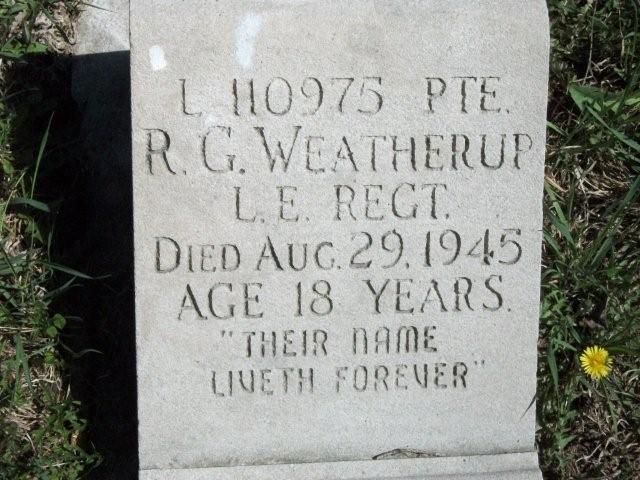 L 110975 PTE.
R. G. WEATHERUP
L. E. REGT.
DIED AUG. 29, 1945
AGE 18 YEARS.
"THEIR NAME
LIVETH FOREVER"